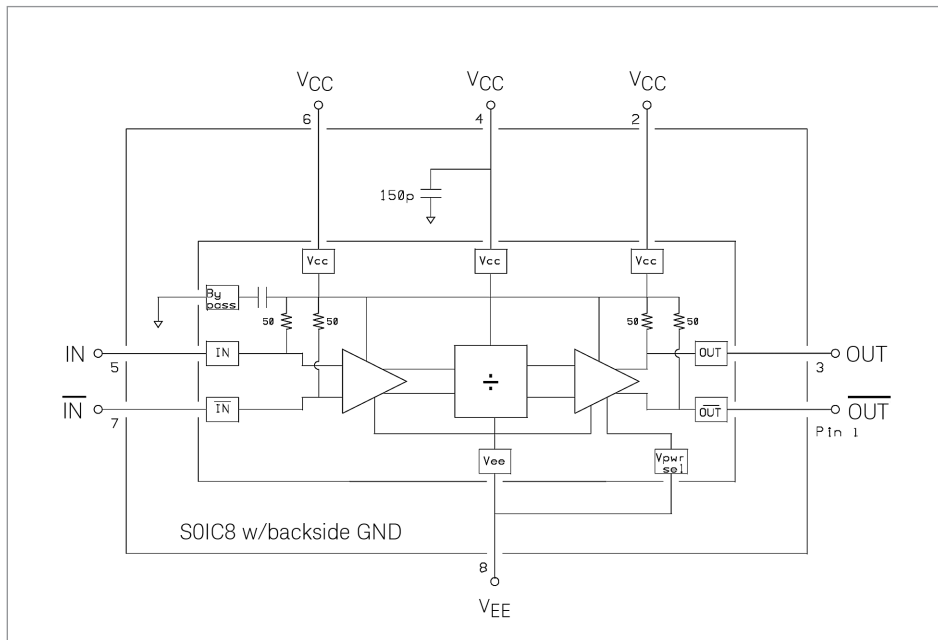 VCC VCC VCC
6 4 2
150p
Vcc Vcc Vcc
By
pass
50 50 50 50
IN IN OUT OUT
5 3
÷
IN IN OUT OUT
7 Pin 1
Vee Vpwr
sel
SOIC8 w/backside GND
8
VEE